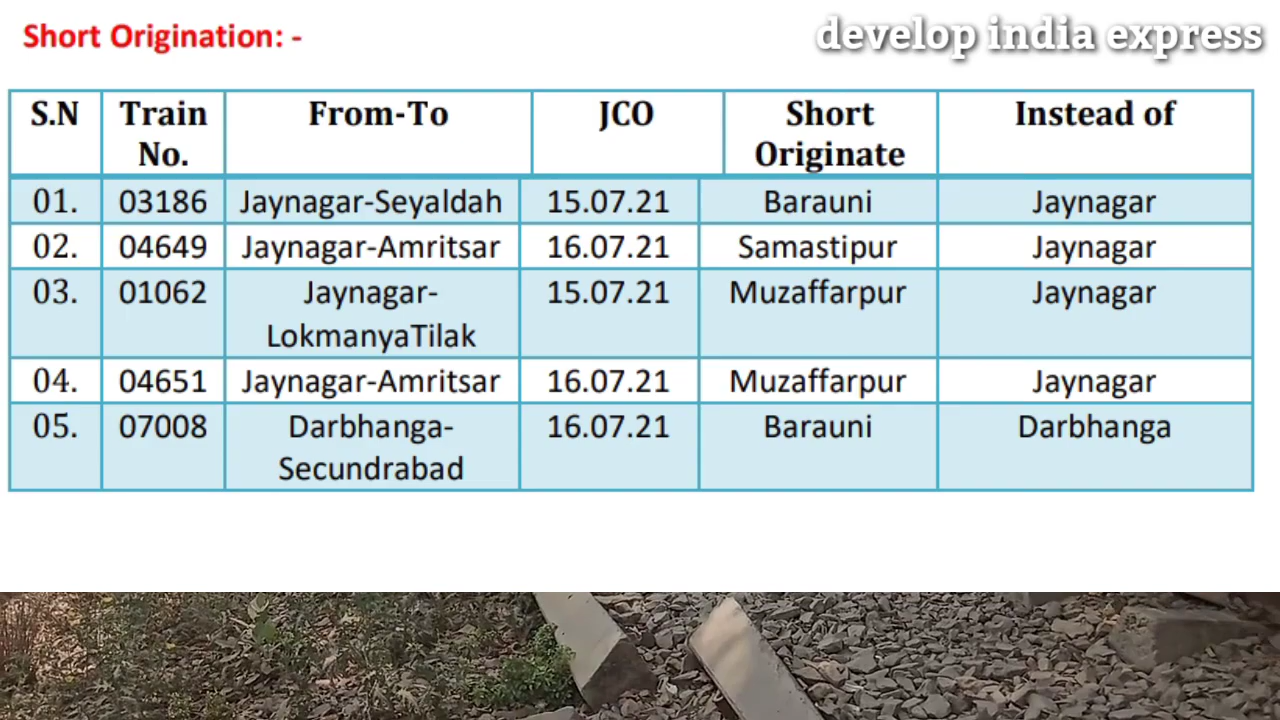 Short Origination: -
develop india express
S.N Train No. From-To JCO Short Originate Instead of
01. 03186 Jaynagar-Seyaldah 15.07.21 Barauni Jaynagar
02. 04649 Jaynagar-Amritsar 16.07.21 Samastipur Jaynagar
03. 01062 Jaynagar- 15.07.21 Muzaffarpur Jaynagar
LokmanyaTilak
04. 04651 Jaynagar-Amritsar 16.07.21 Muzaffarpur Jaynagar
05. 07008 Darbhanga- 16.07.21 Barauni Darbhanga
Secundrabad